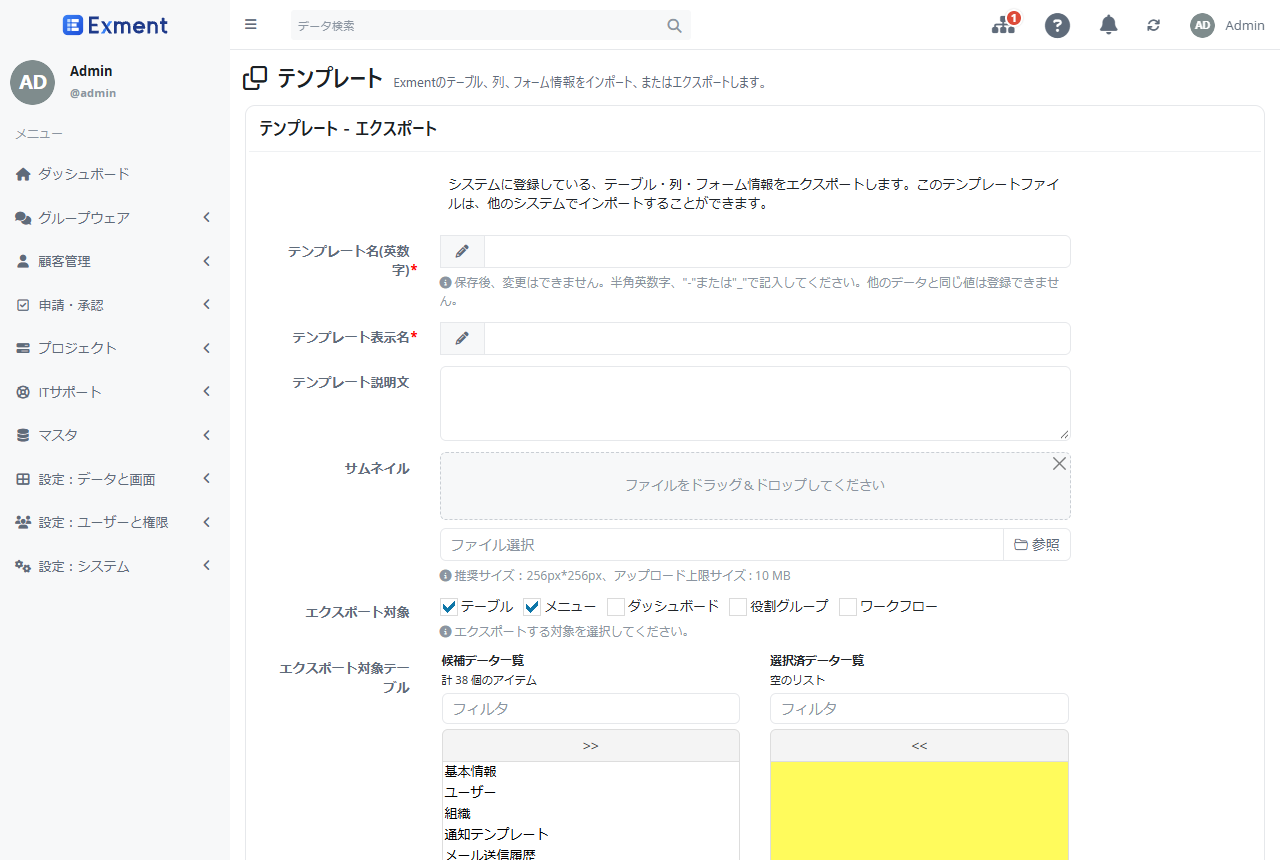 Exment
データ検索
1
?
AD
Admin
AD
Admin
@admin
メニュー
ダッシュボード
グループウェア
顧客管理
申請・承認
プロジェクト
ITサポート
マスタ
設定：データと画面
設定：ユーザーと権限
設定：システム
テンプレート Exmentのテーブル、列、フォーム情報をインポート、またはエクスポートします。
テンプレート - エクスポート
システムに登録している、テーブル・列・フォーム情報をエクスポートします。このテンプレートファイ
ルは、他のシステムでインポートすることができます。
テンプレート名(英数
字)*
保存後、変更はできません。半角英数字、"-"または"_"で記入してください。他のデータと同じ値は登録できませ
ん。
テンプレート表示名*
テンプレート説明文
サムネイル
ファイルをドラッグ＆ドロップしてください
ファイル選択
参照
推奨サイズ：256px*256px、アップロード上限サイズ : 10 MB
エクスポート対象
テーブル メニュー ダッシュボード 役割グループ ワークフロー
エクスポートする対象を選択してください。
エクスポート対象テー
ブル
候補データ一覧
計 38 個のアイテム
フィルタ
>>
基本情報
ユーザー
組織
通知テンプレート
メール送信履歴
選択済データ一覧
空のリスト
フィルタ
<<